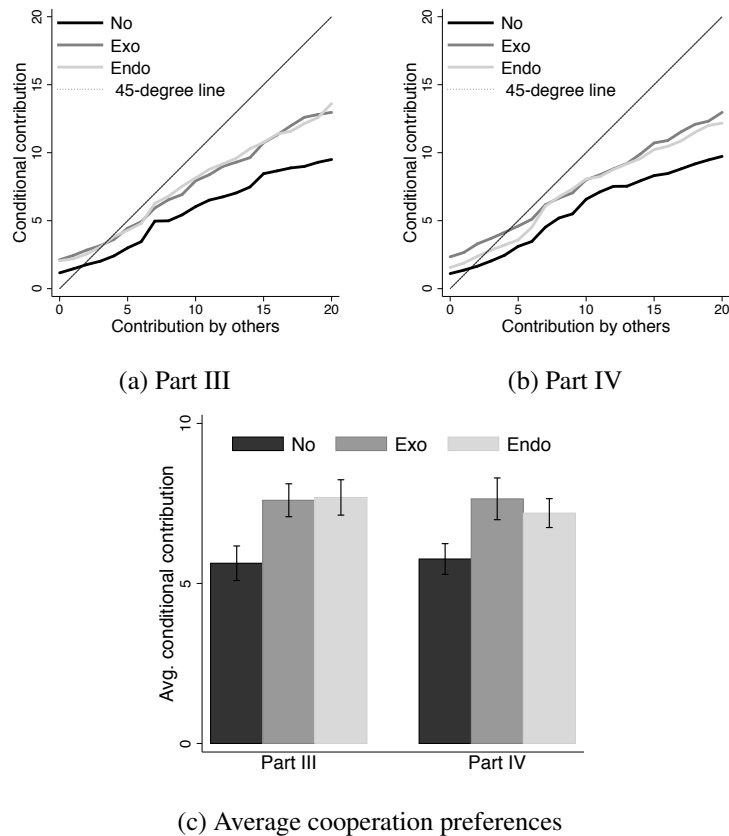 20
15
10
5
0
Conditional contribution
No
Exo
Endo
45-degree line
0 5 10 15 20
Contribution by others
(a) Part III
20
15
10
5
0
Conditional contribution
No
Exo
Endo
45-degree line
0 5 10 15 20
Contribution by others
(b) Part IV
10
5
0
Avg. conditional contribution
No Exo Endo
Part III Part IV
(c) Average cooperation preferences